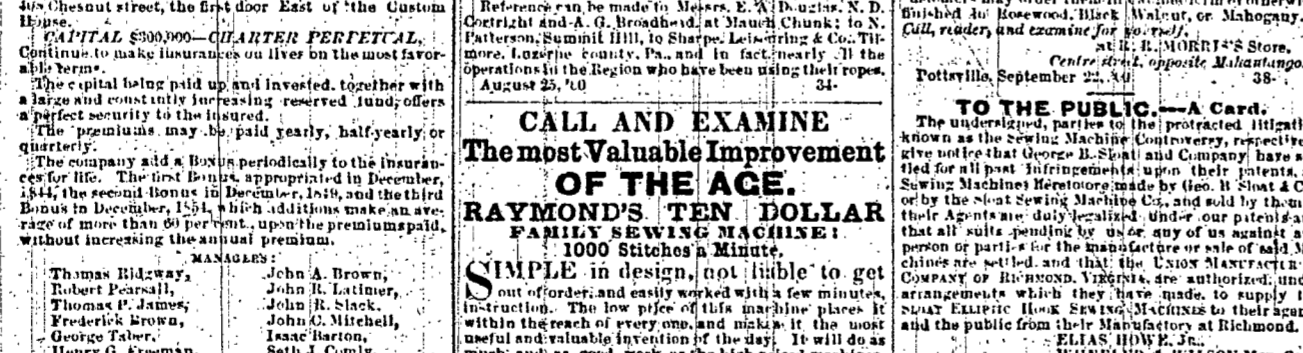 408 Chesnut street, the first door East of the Custom
House.
CAPITAL $300,000—CHARTER PERPETUAL,
Continue to make insurances on lives on the most favor-
able terms.
The capital being paid up and invested, together with
a large and constantly increasing reserved fund, offers
a perfect security to the insured.
The premiums may be paid yearly, half-yearly or
quarterly.
The company add a Bonus periodically to the insuran-
ces for life. The first Bonus, appropriated in December,
1844, the second Bonus in December, 1849, and the third
Bonus in December, 1854, which additions make an ave-
rage of more than 60 per cent., upon the premiums paid,
without increasing the annual premium.
MANAGERS:
Thomas Ridgway, John A. Brown,
Robert Pearsall, John R. Latimer,
Thomas P. James, John R. Slack,
Frederick Brown, John C. Mitchell,
George Taber, Isaac Barton,
Henry G. Freeman, Seth J. Comly
Reference can be made to Messrs. E. A. Douglas, N. D.
Cortright and A. G. Broadhead, at Mauch Chunk; to N.
Patterson, Summit Hill, to Sharpe, Leisenring & Co.,
Luzerne county, Pa., and in fact nearly all the
operations in the Region who have been using their ropes.
August 25, '60 34-
CALL AND EXAMINE
The most Valuable Improvement
OF THE AGE.
RAYMOND'S TEN DOLLAR
FAMILY SEWING MACHINE!
1000 Stitches a Minute.
SIMPLE in design, not liable to get
out of order, and easily worked with a few minutes,
instruction. The low price of this machine places it
within the reach of every one, and makes it the most
useful and valuable invention of the day. It will do as
finished in Rosewood, Black Walnut, or Mahogany.
Call, reader, and examine for yourself,
at R. R. MORRIS'S Store,
Centre street, opposite Mahantango.
Pottsville, September 22, '60 38-
TO THE PUBLIC.—A Card.
The undersigned, parties to the protracted litigati
known as the Sewing Machine Controversy, respective
give notice that George B. Sloat and Company have s
tled for all past infringements upon their patents.
Sewing Machines heretofore made by Geo. B Sloat & C
or by the Sloat Sewing Machine Co., and sold by them
their Agents are duly legalized under our patents a
that all suits pending by us or any of us against a
person or parties for the manufacture or sale of said M
chines are settled, and that the UNION MANUFACTUR
COMPANY OF RICHMOND, VIRGINIA, are authorized, und
arrangements which they have made, to supply t
SLOAT ELLIPTIC HOOK SEWING MACHINES to their agen
and the public from their Manufactory at Richmond.
ELIAS HOWE, Jr.,